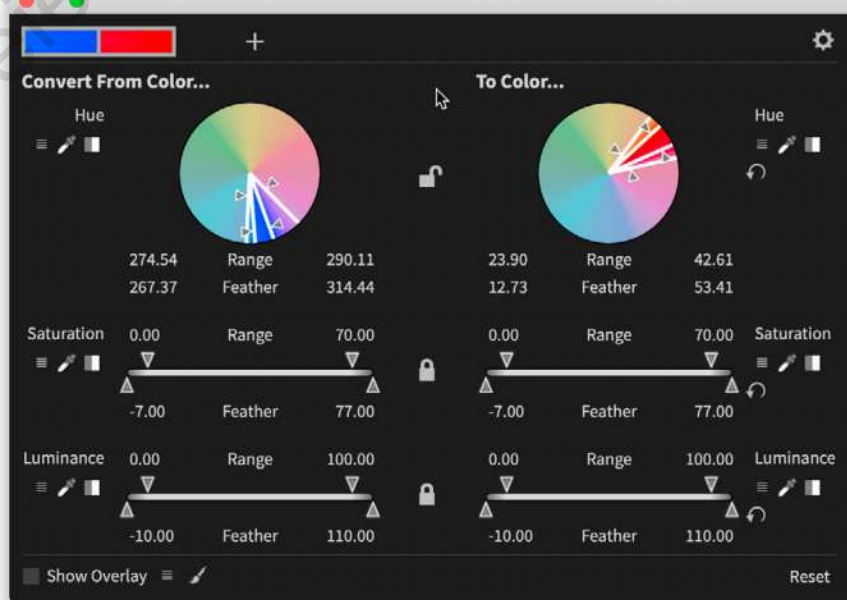 Convert From Color... To Color...
Hue Hue
274.54 Range 290.11 23.90 Range 42.61
267.37 Feather 314.44 12.73 Feather 53.41
Saturation 0.00 Range 70.00 0.00 Range 70.00 Saturation
-7.00 Feather 77.00 -7.00 Feather 77.00
Luminance 0.00 Range 100.00 0.00 Range 100.00 Luminance
-10.00 Feather 110.00 -10.00 Feather 110.00
Show Overlay Reset